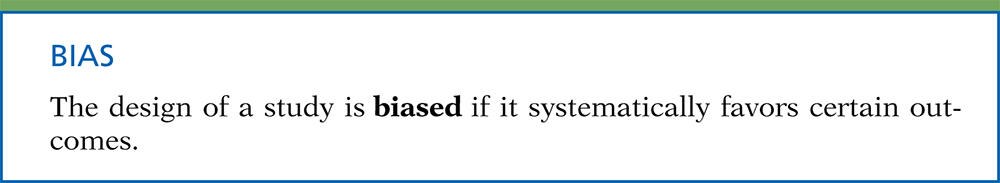 BIAS
The design of a study is biased if it systematically favors certain out-
comes.